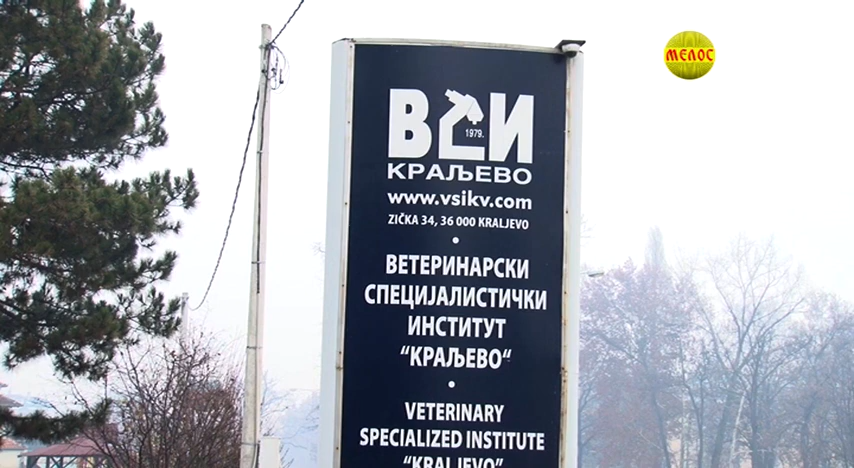 МЕЛОС
ВСИ
1979.
КРАЉЕВО
www.vsikv.com
ZIČKA 34, 36 000 KRALJEVO
ВЕТЕРИНАРСКИ
СПЕЦИЈАЛИСТИЧКИ
ИНСТИТУТ
“КРАЉЕВО“
VETERINARY
SPECIALIZED INSTITUTE
“KRALJEVO”